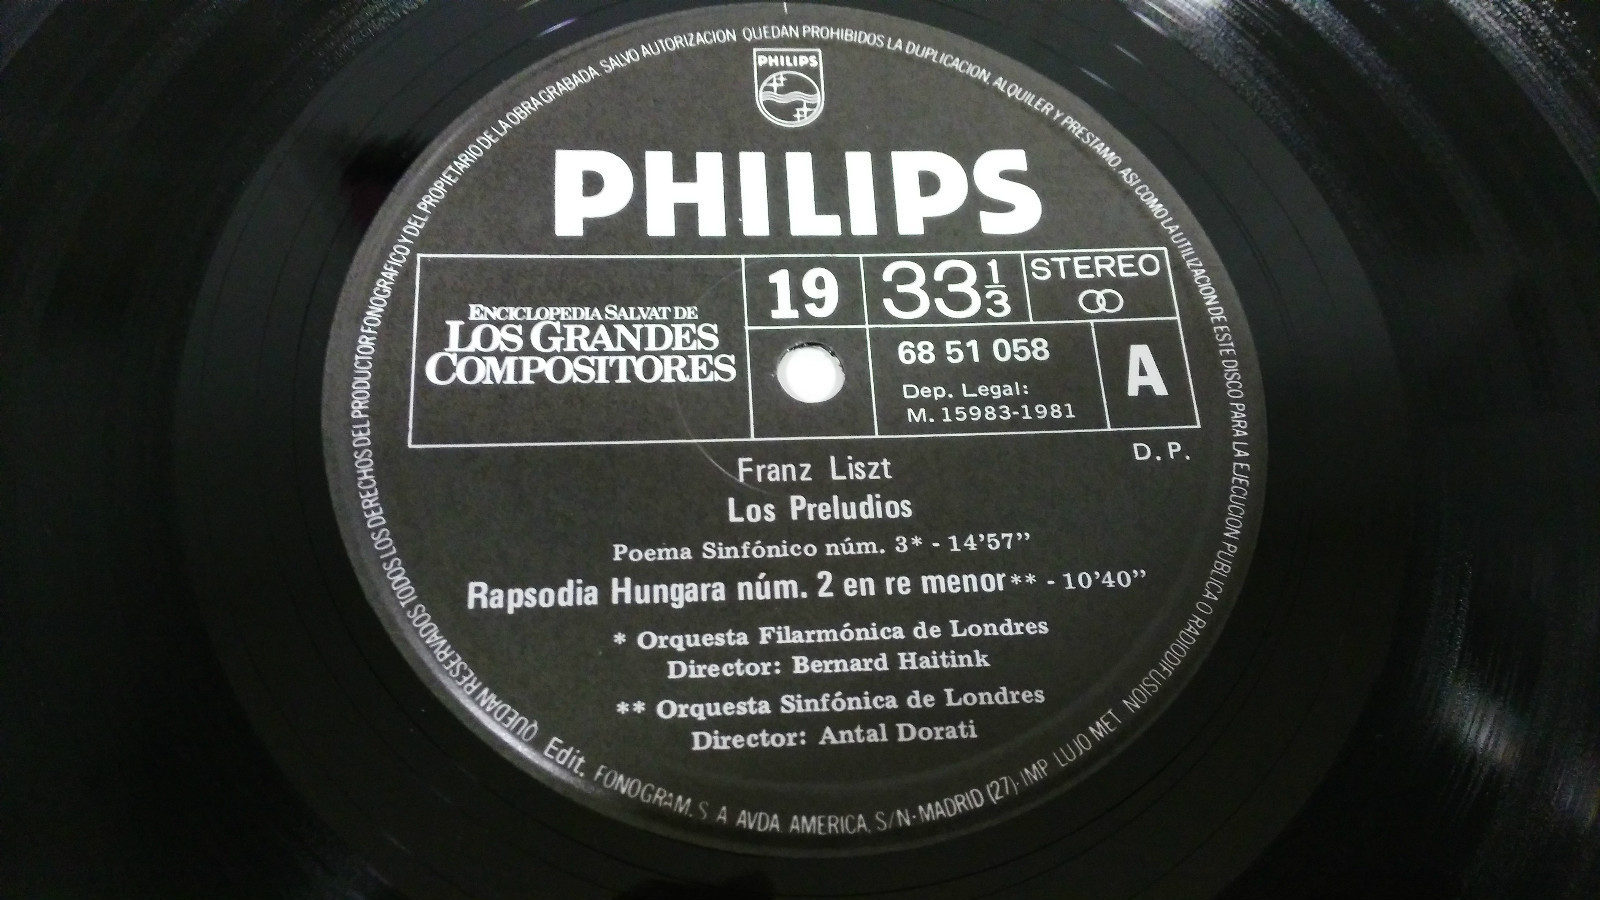 PHILIPS
PHILIPS
ENCICLOPEDIA SALVAT DE
LOS GRANDES
COMPOSITORES
19
33 1/3
STEREO
68 51 058
Dep. Legal:
M. 15983-1981
A
D. P.
Franz Liszt
Los Preludios
Poema Sinfónico núm. 3* - 14'57''
Rapsodia Hungara núm. 2 en re menor** - 10'40''
* Orquesta Filarmónica de Londres
Director: Bernard Haitink
** Orquesta Sinfónica de Londres
Director: Antal Dorati
QUEDAN RESERVADOS TODOS LOS DERECHOS DEL PRODUCTOR FONOGRAFICO Y DEL PROPIETARIO DE LA OBRA GRABADA. SALVO AUTORIZACION QUEDAN PROHIBIDOS LA DUPLICACION, ALQUILER Y PRESTAMO, ASI COMO LA UTILIZACION DE ESTE DISCO PARA LA EJECUCION PUBLICA O RADIODIFUSION
Edit. FONOGRAM, S. A. AVDA. AMERICA, S/N-MADRID (27)-IMP LUJO MET